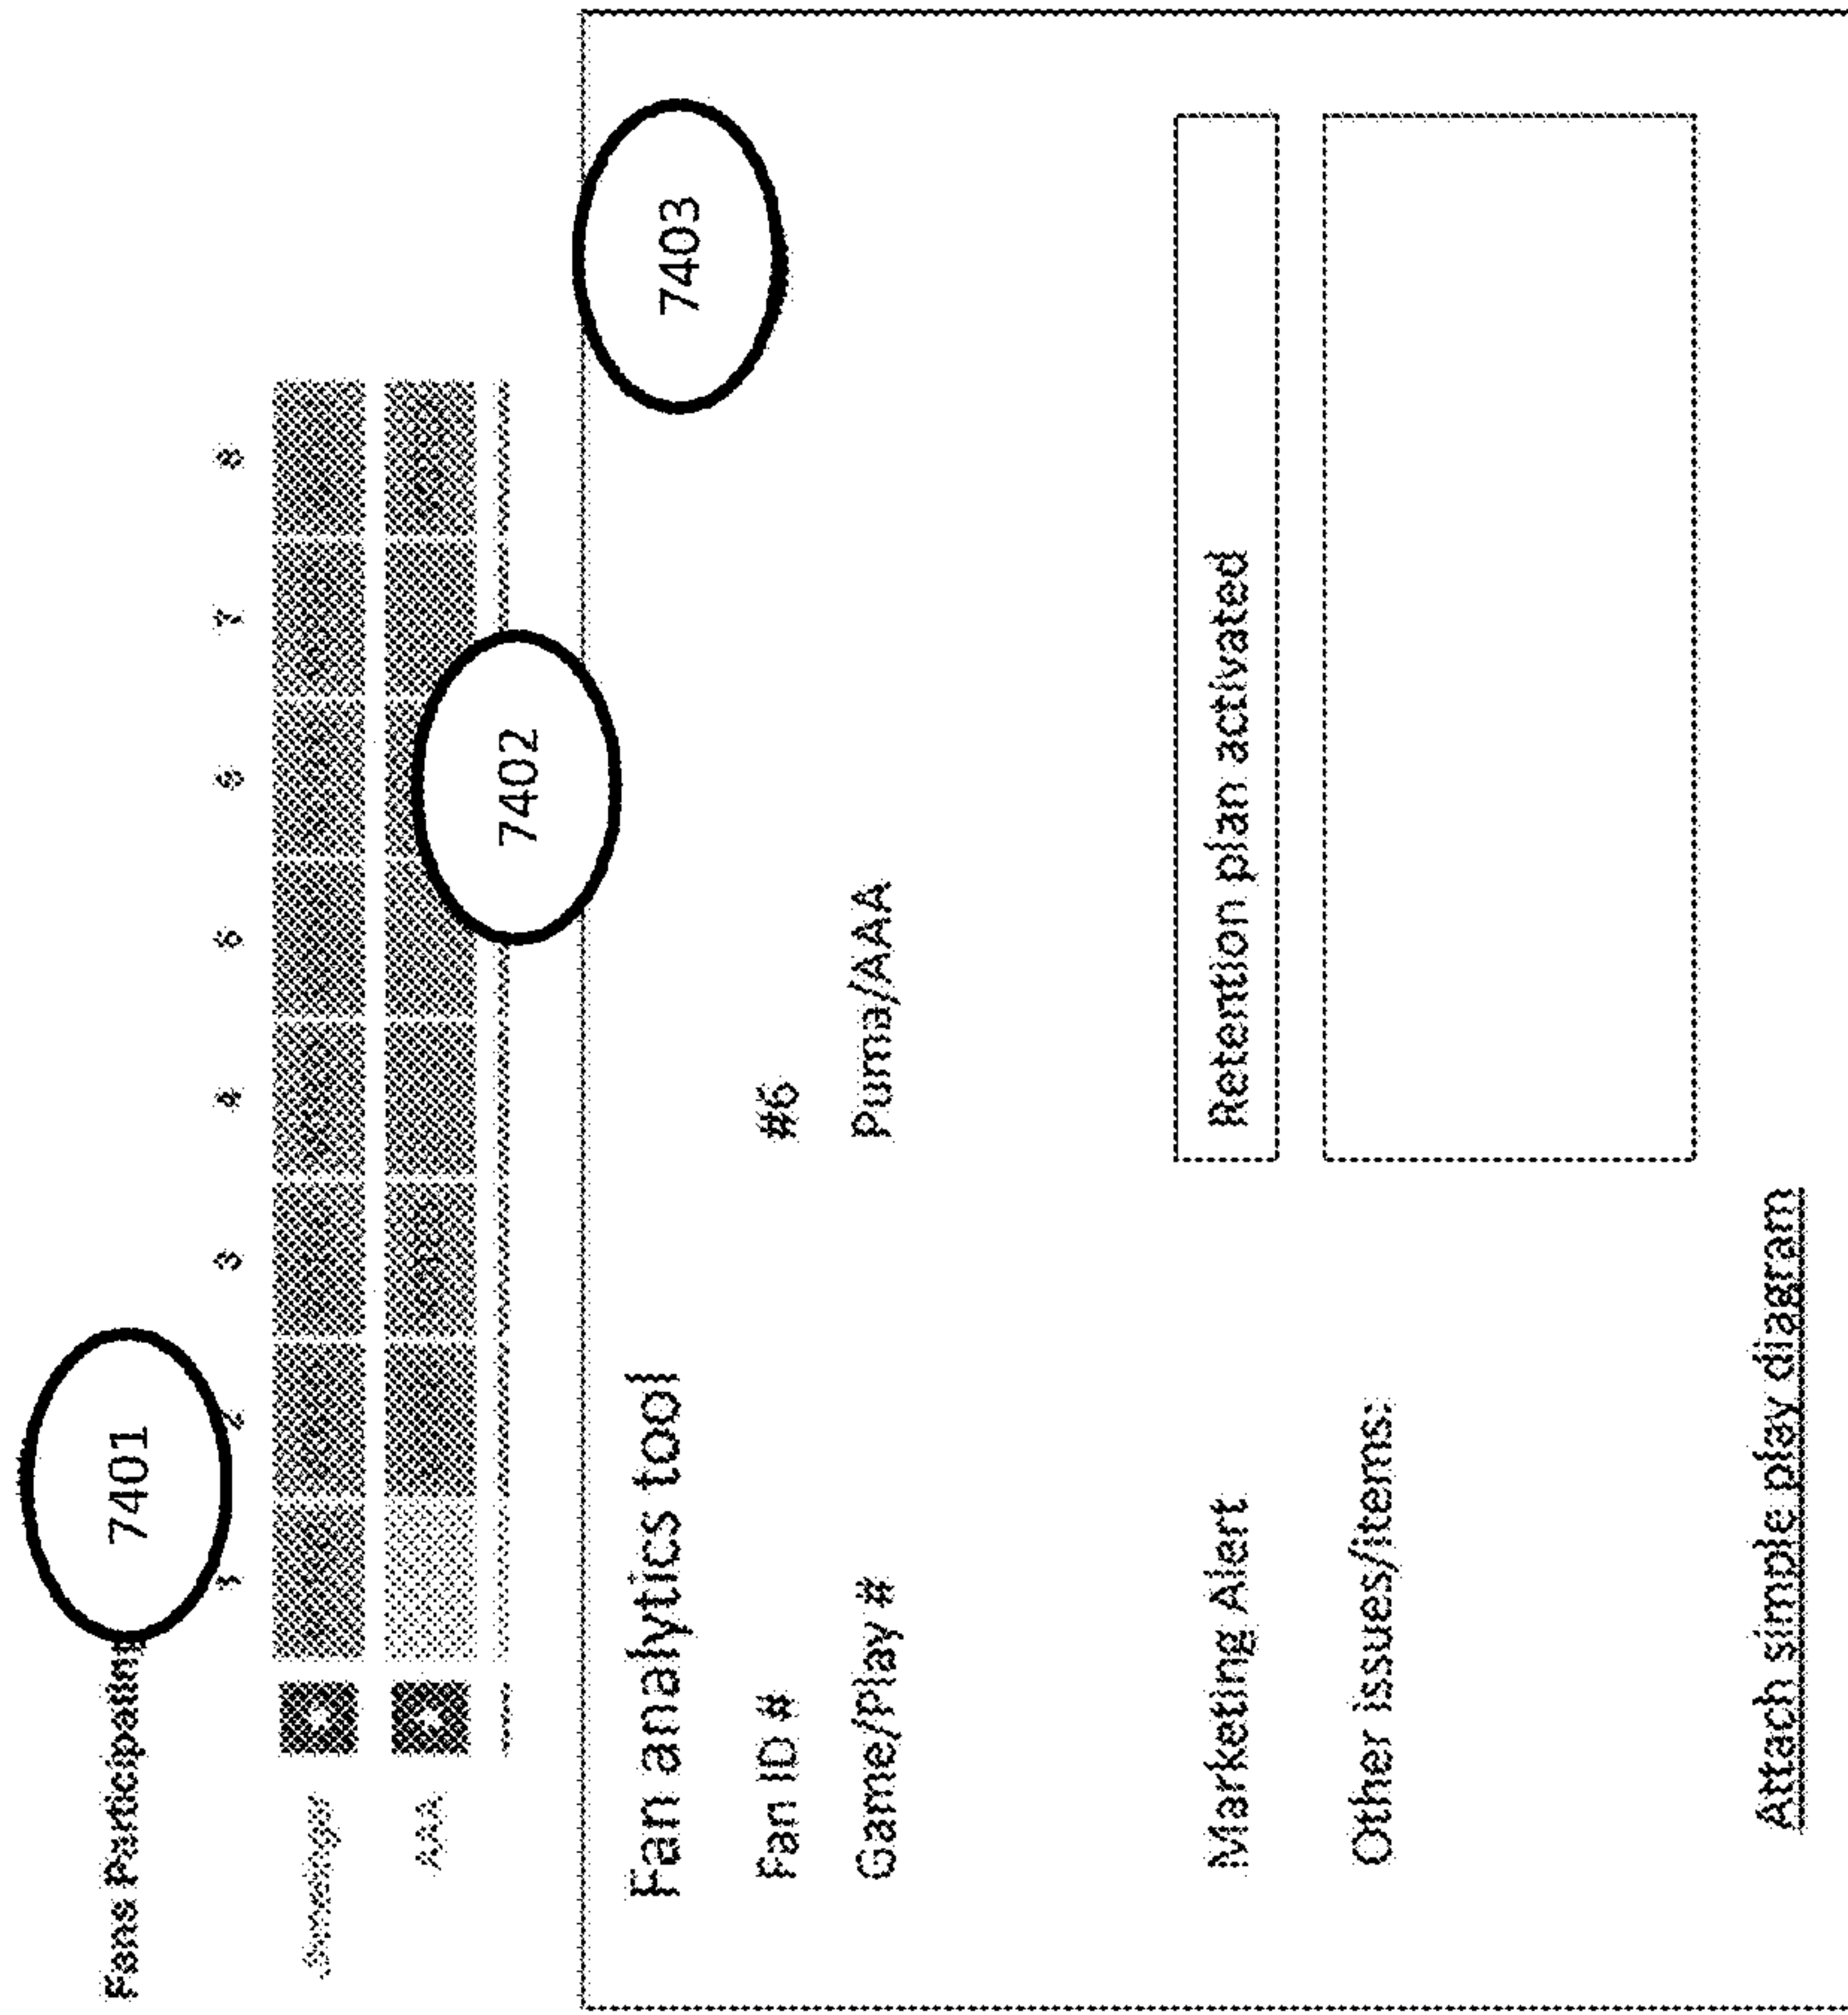 Fans Participating 7401
1 2 3 4 5 6 7 8
AAA
7402
Fan analytics tool 7403
Fan ID # #6
Game/Play # Puma/AAA
Marketing Alert Retention plan activated
Other issues/items:
Attach simple play diagram